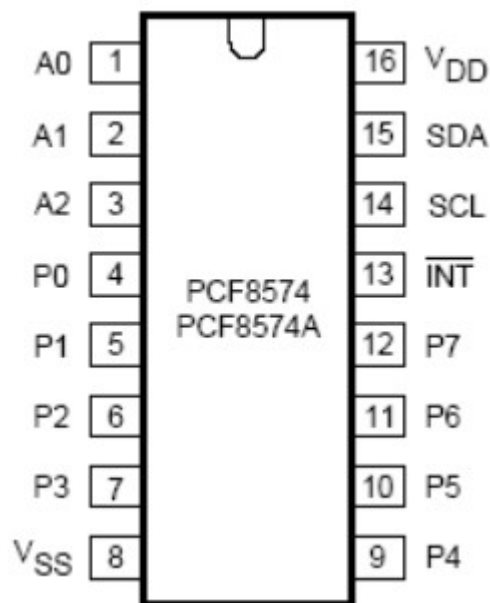 A0 1 16 VDD
A1 2 15 SDA
A2 3 14 SCL
P0 4 13 I̅N̅T̅
PCF8574
PCF8574A
P1 5 12 P7
P2 6 11 P6
P3 7 10 P5
VSS 8 9 P4